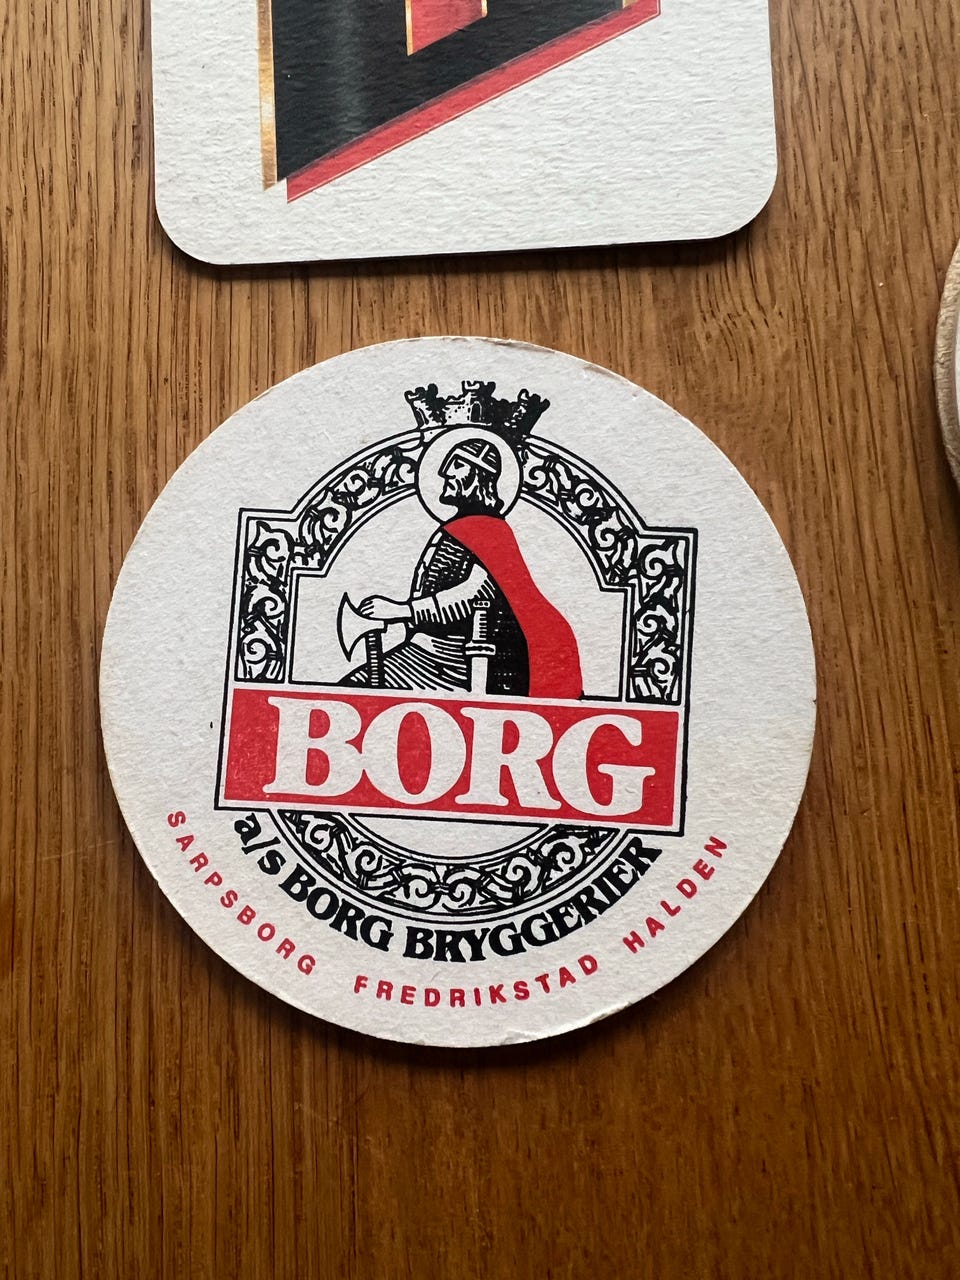 BORG
a/s BORG BRYGGERIER
SARPSBORG FREDRIKSTAD HALDEN